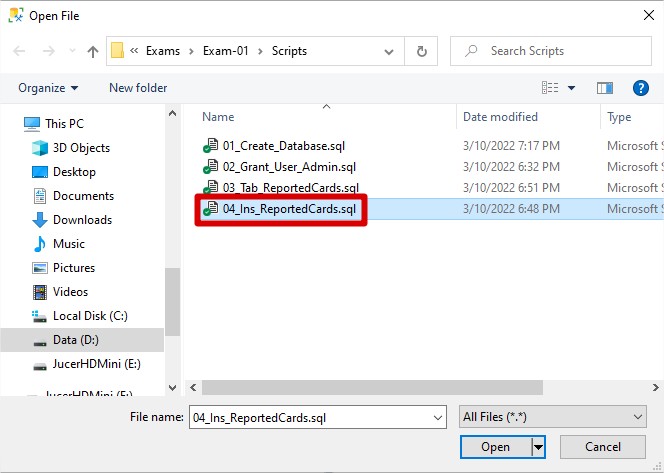 Open File
« Exams › Exam-01 › Scripts
Search Scripts
Organize
New folder
Name
Date modified
Type
This PC
3D Objects
Desktop
Documents
Downloads
Music
Pictures
Videos
Local Disk (C:)
Data (D:)
JucerHDMini (E:)
JucerHDMini (E:)
01_Create_Database.sql 3/10/2022 7:17 PM Microsoft S
02_Grant_User_Admin.sql 3/10/2022 6:32 PM Microsoft S
03_Tab_ReportedCards.sql 3/10/2022 6:51 PM Microsoft S
04_Ins_ReportedCards.sql 3/10/2022 6:48 PM Microsoft S
File name: 04_Ins_ReportedCards.sql
All Files (*.*)
Open
Cancel